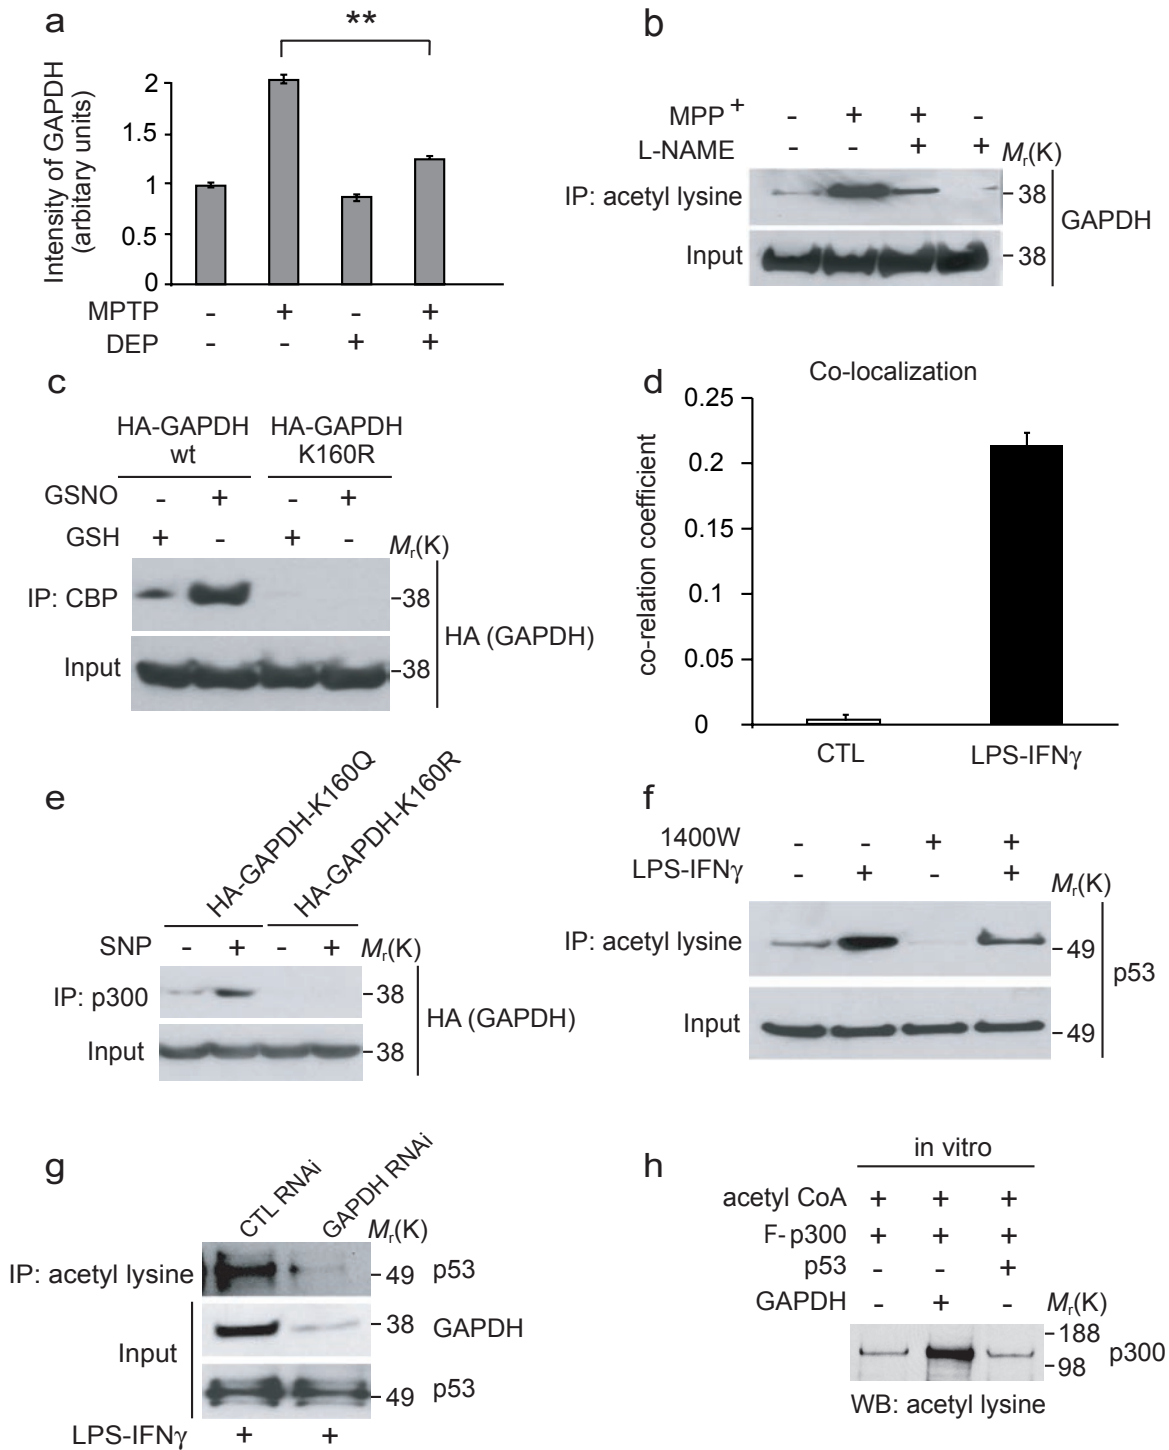 a
**
Intensity of GAPDH
(arbitary units)
2
1.5
1
0.5
0
MPTP - + - +
DEP - - + +
b
MPP+ - + + -
L-NAME - - + + Mr(K)
IP: acetyl lysine -38
Input -38
GAPDH
c
HA-GAPDH wt
HA-GAPDH K160R
GSNO - + - +
GSH + - + -
Mr(K)
IP: CBP -38
Input -38
HA (GAPDH)
d
Co-localization
co-relation coefficient
0.25
0.2
0.15
0.1
0.05
0
CTL LPS-IFNγ
e
HA-GAPDH-K160Q
HA-GAPDH-K160R
SNP - + - + Mr(K)
IP: p300 -38
Input -38
HA (GAPDH)
f
1400W - - + +
LPS-IFNγ - + - +
Mr(K)
IP: acetyl lysine -49
Input -49
p53
g
CTL RNAi
GAPDH RNAi
Mr(K)
IP: acetyl lysine -49 p53
-38 GAPDH
Input
-49 p53
LPS-IFNγ + +
h
in vitro
acetyl CoA + + +
F-p300 + + +
p53 - - +
GAPDH - + - Mr(K)
-188
p300
-98
WB: acetyl lysine